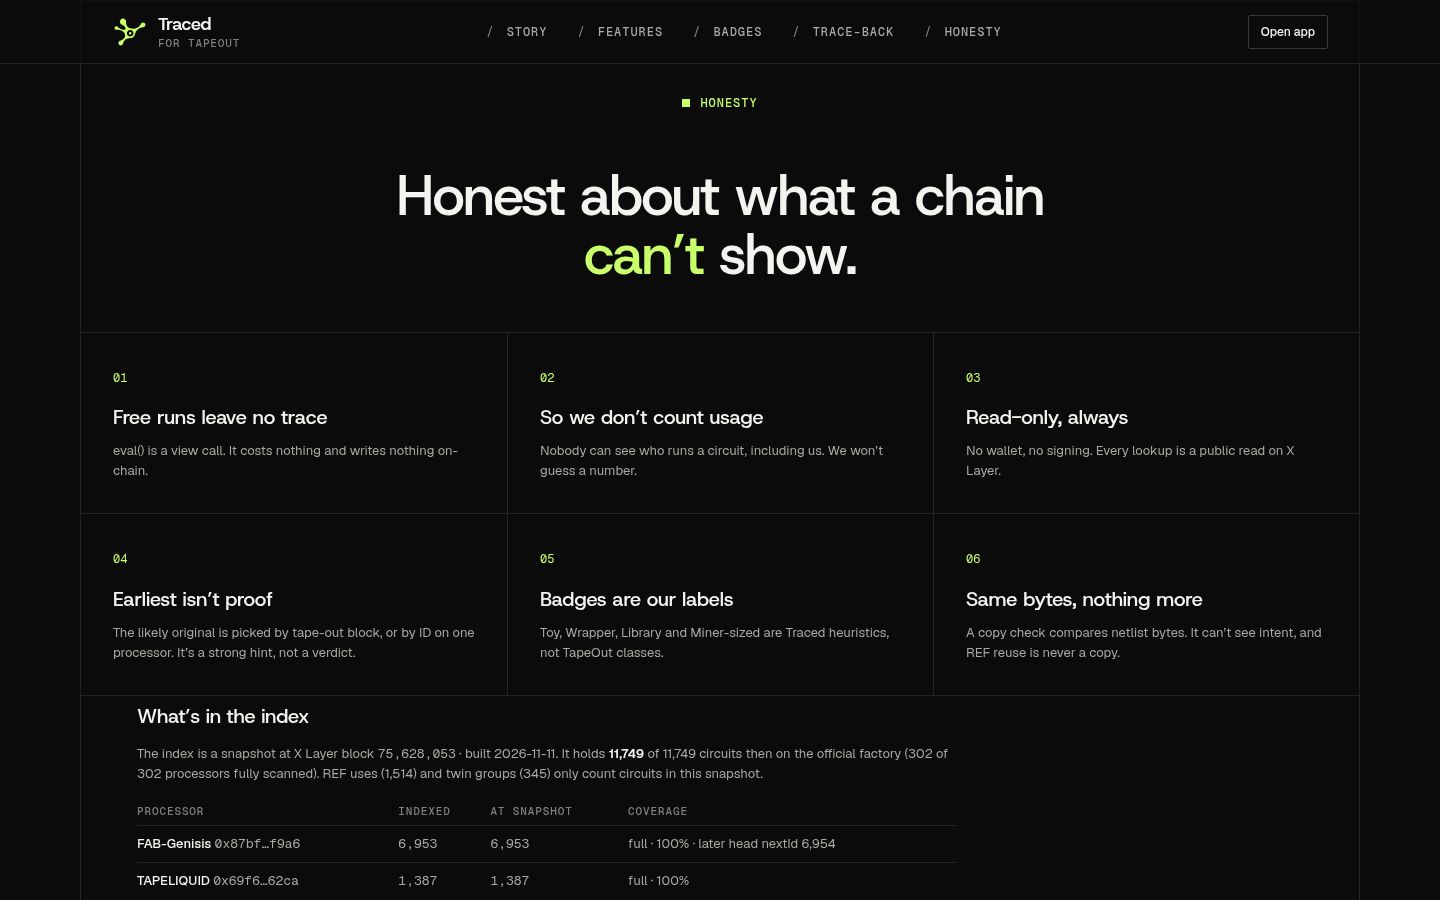 Traced
FOR TAPEOUT
/ STORY / FEATURES / BADGES / TRACE-BACK / HONESTY
Open app
HONESTY
Honest about what a chain
can’t show.
01
Free runs leave no trace
eval() is a view call. It costs nothing and writes nothing on-
chain.
02
So we don’t count usage
Nobody can see who runs a circuit, including us. We won’t
guess a number.
03
Read-only, always
No wallet, no signing. Every lookup is a public read on X
Layer.
04
Earliest isn’t proof
The likely original is picked by tape-out block, or by ID on one
processor. It’s a strong hint, not a verdict.
05
Badges are our labels
Toy, Wrapper, Library and Miner-sized are Traced heuristics,
not TapeOut classes.
06
Same bytes, nothing more
A copy check compares netlist bytes. It can’t see intent, and
REF reuse is never a copy.
What’s in the index
The index is a snapshot at X Layer block 75,628,053 · built 2026-11-11. It holds 11,749 of 11,749 circuits then on the official factory (302 of
302 processors fully scanned). REF uses (1,514) and twin groups (345) only count circuits in this snapshot.
PROCESSOR INDEXED AT SNAPSHOT COVERAGE
FAB-Genisis 0x87bf…f9a6 6,953 6,953 full · 100% · later head nextId 6,954
TAPELIQUID 0x69f6…62ca 1,387 1,387 full · 100%